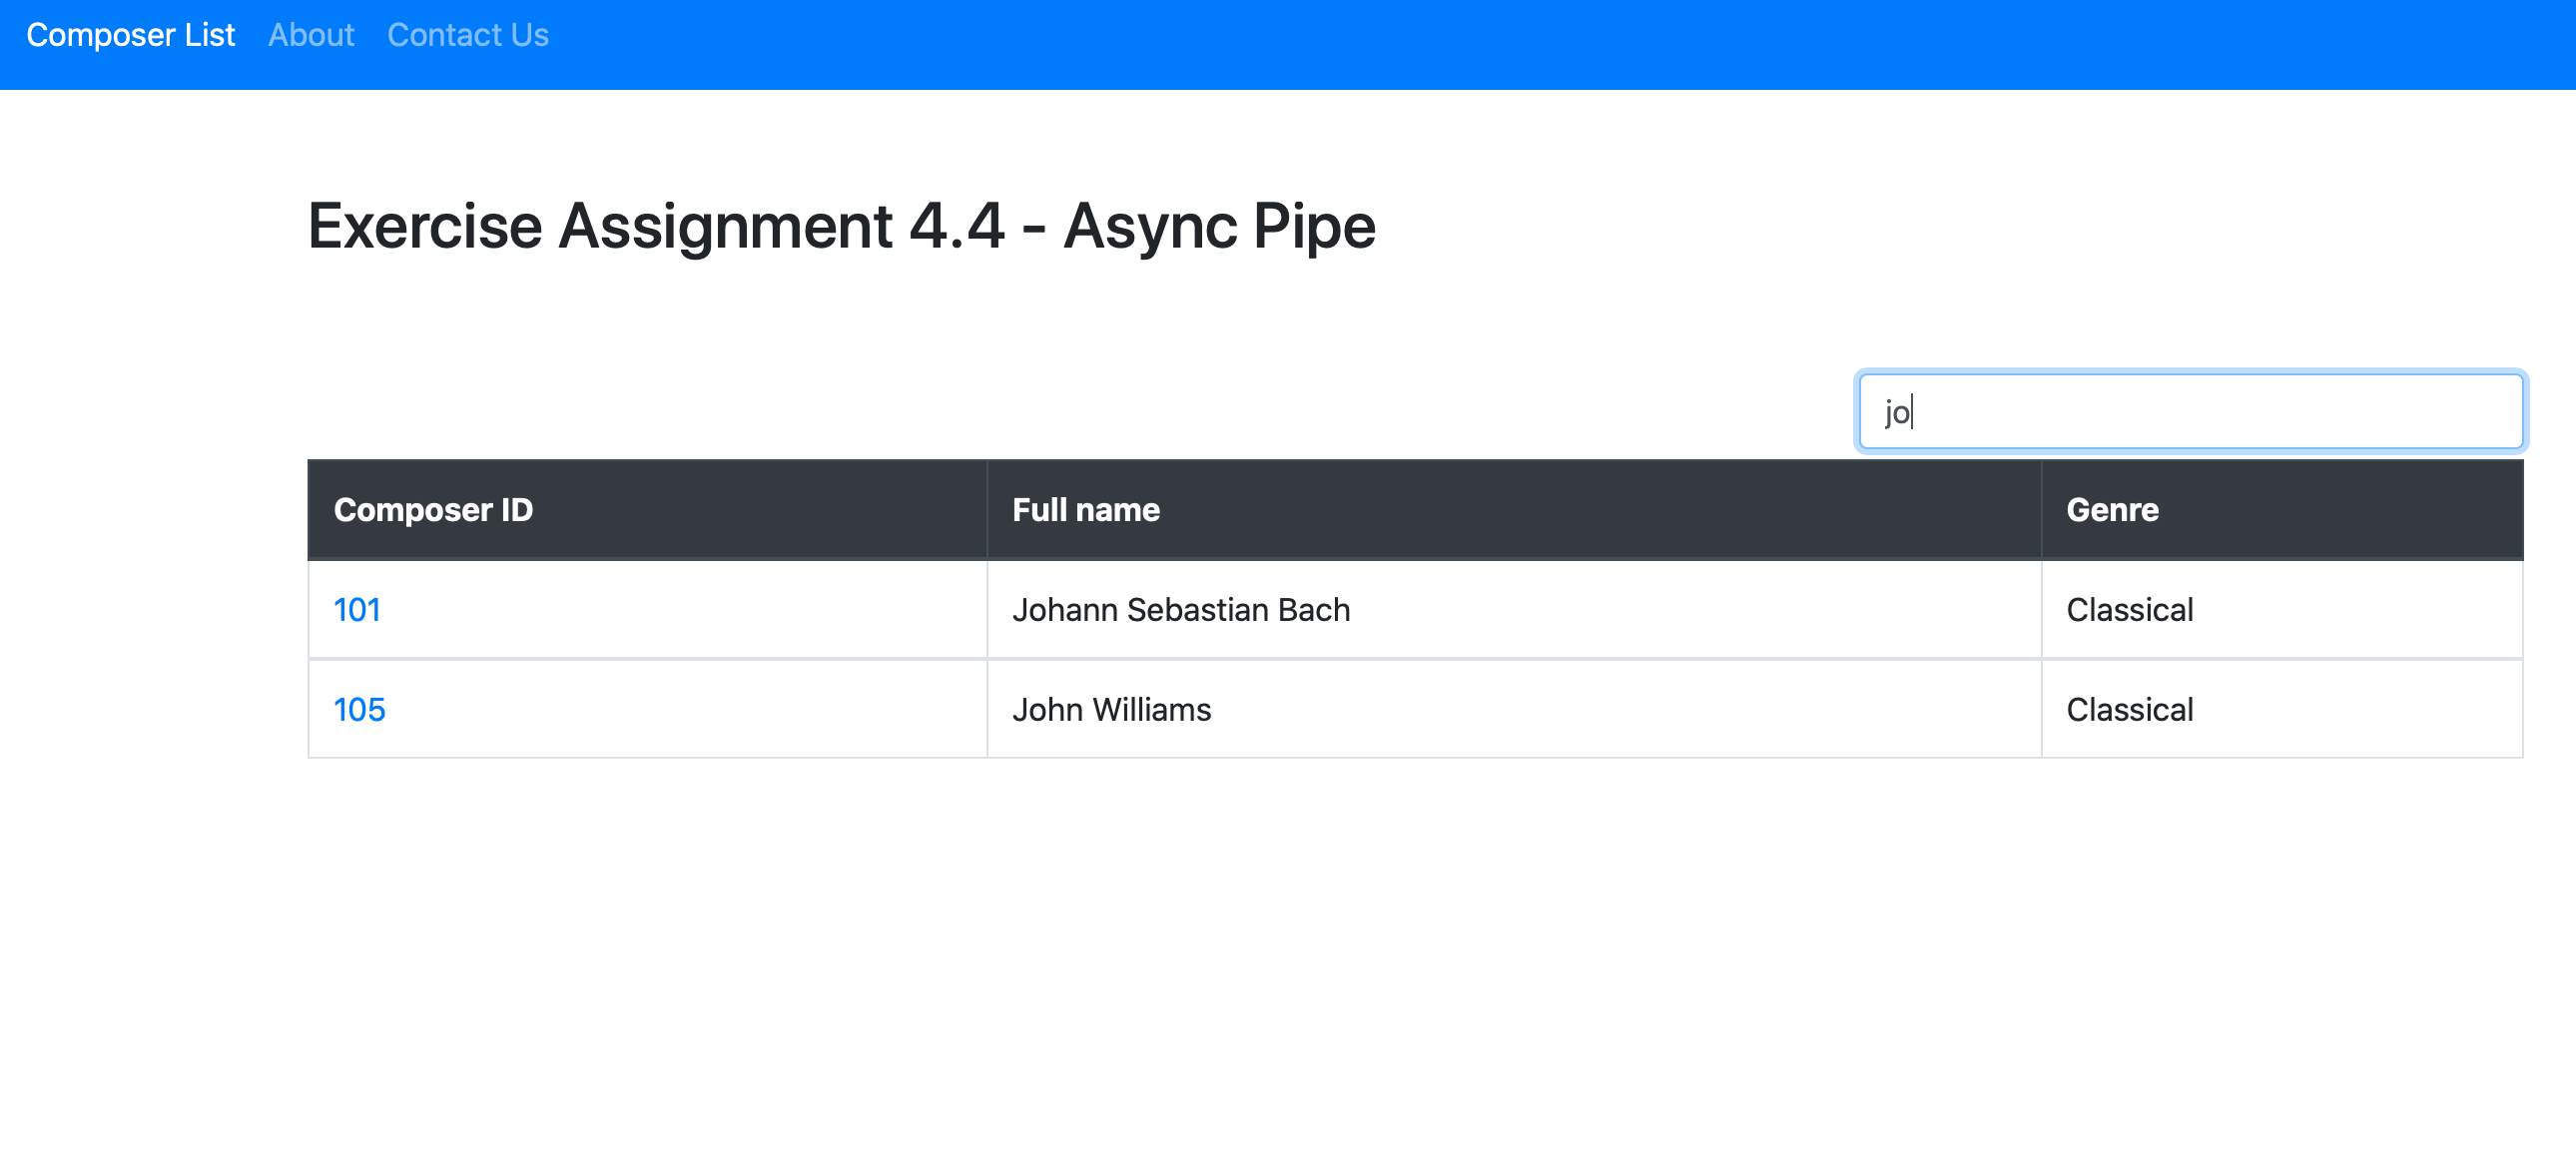 Composer List About Contact Us
Exercise Assignment 4.4 - Async Pipe
jo
Composer ID Full name Genre
101 Johann Sebastian Bach Classical
105 John Williams Classical